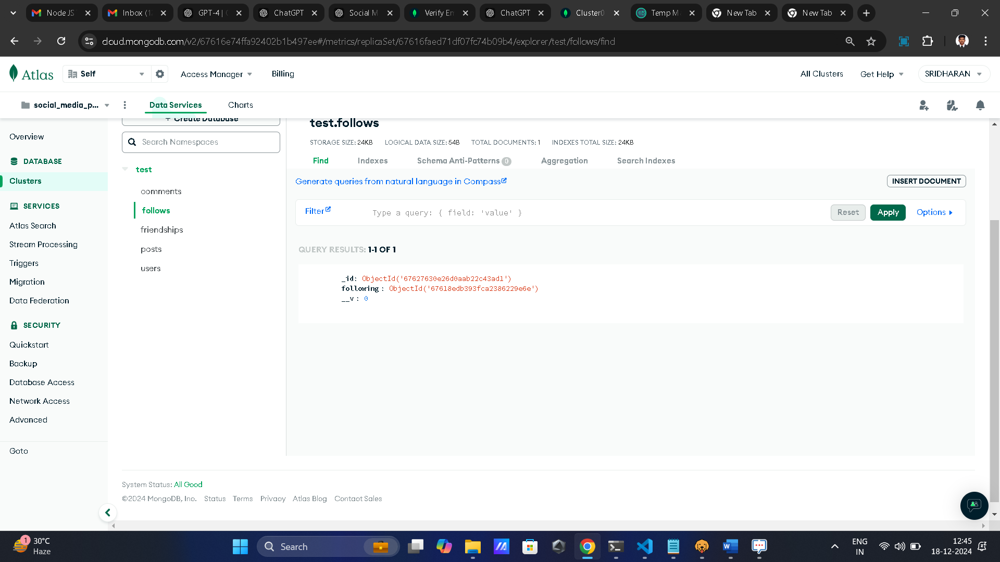 Node JS
Inbox (1
GPT-4 | (
ChatGPT
Social M
Verify Em
ChatGPT
Cluster0
Temp M
New Tab
New Tab
cloud.mongodb.com/v2/67616e74ffa92402b1b497ee#/metrics/replicaSet/67616faed71df07fc74b09b4/explorer/test/follows/find
Atlas
Self
Access Manager
Billing
All Clusters
Get Help
SRIDHARAN
social_media_p...
Data Services
Charts
Overview
DATABASE
Clusters
SERVICES
Atlas Search
Stream Processing
Triggers
Migration
Data Federation
SECURITY
Quickstart
Backup
Database Access
Network Access
Advanced
Goto
+ Create Database
Search Namespaces
test
comments
follows
friendships
posts
users
test.follows
STORAGE SIZE: 24KB LOGICAL DATA SIZE: 54B TOTAL DOCUMENTS: 1 INDEXES TOTAL SIZE: 24KB
Find Indexes Schema Anti-Patterns 0 Aggregation Search Indexes
Generate queries from natural language in Compass
INSERT DOCUMENT
Filter
Type a query: { field: 'value' }
Reset
Apply
Options
QUERY RESULTS: 1-1 OF 1
_id: ObjectId('67627630e26d0aab22c43ad1')
following : ObjectId('67618edb393fca2386229e6e')
__v : 0
System Status: All Good
©2024 MongoDB, Inc. Status Terms Privacy Atlas Blog Contact Sales
1
30°C
Haze
Search
ENG
IN
12:45
18-12-2024